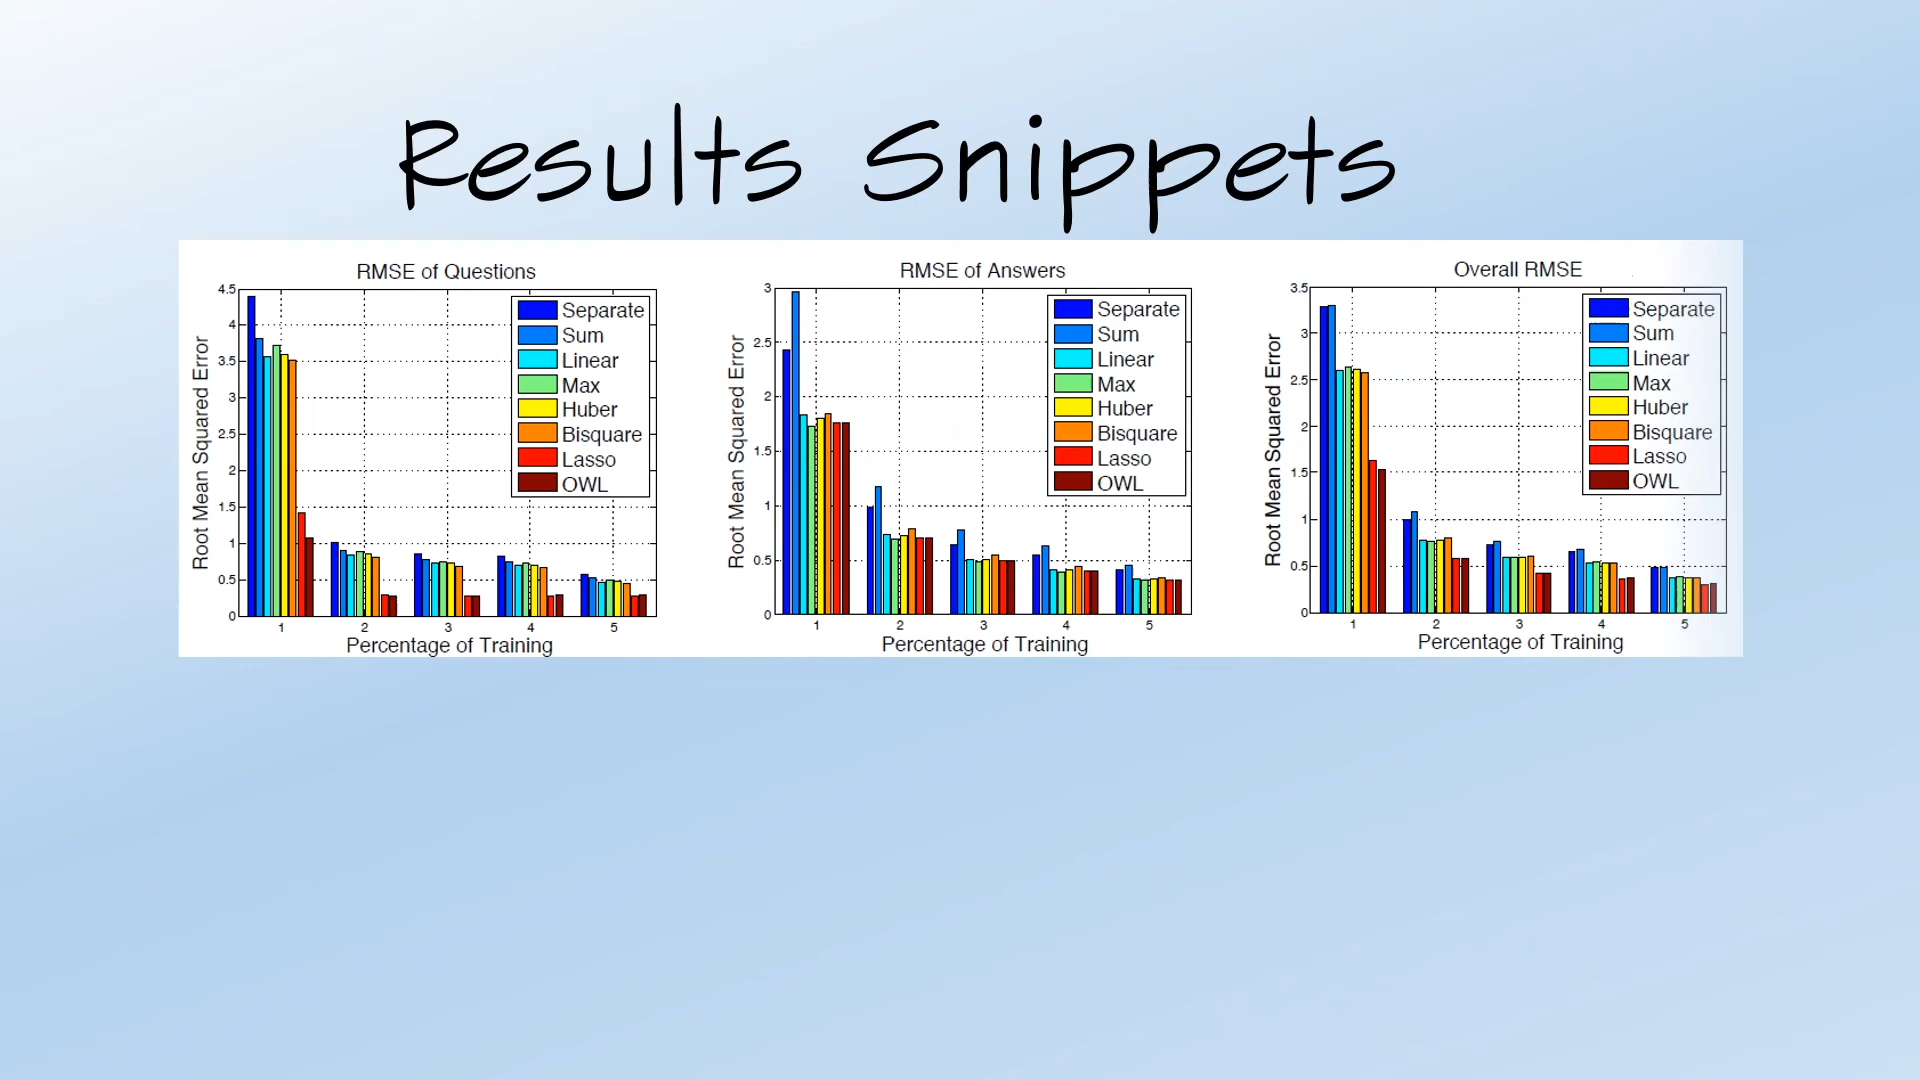 Results Snippets
RMSE of Questions
Root Mean Squared Error
4.5
4
3.5
3
2.5
2
1.5
1
0.5
0
Separate
Sum
Linear
Max
Huber
Bisquare
Lasso
OWL
1 2 3 4 5
Percentage of Training
RMSE of Answers
Root Mean Squared Error
3
2.5
2
1.5
1
0.5
0
Separate
Sum
Linear
Max
Huber
Bisquare
Lasso
OWL
1 2 3 4 5
Percentage of Training
Overall RMSE
Root Mean Squared Error
3.5
3
2.5
2
1.5
1
0.5
0
Separate
Sum
Linear
Max
Huber
Bisquare
Lasso
OWL
1 2 3 4 5
Percentage of Training